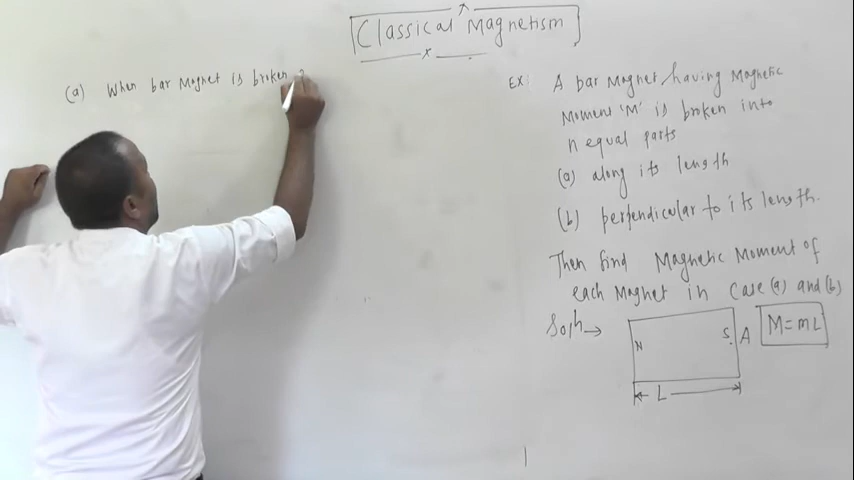 Classical Magnetism
(a) When bar Magnet is broken
Ex: A bar Magnet having Magnetic
Moment 'M' is broken into
n equal parts
(a) along its length
(b) perpendicular to its length.
Then find Magnetic Moment of
each Magnet in Case (a) and (b)
Soln →
N S A M = mL
L